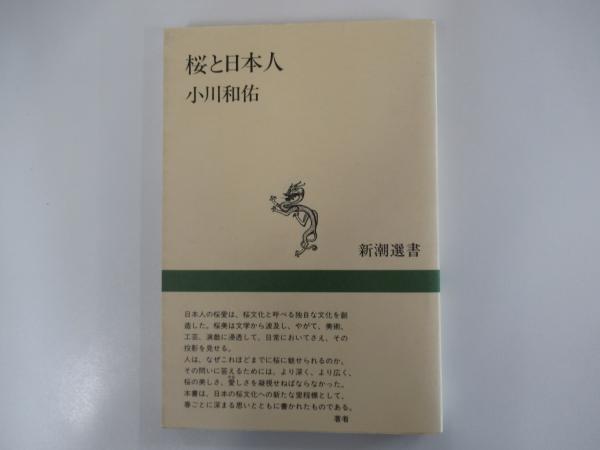 桜と日本人
小川和佑
新潮選書
日本人の桜愛は、桜文化と呼べる独自な文化を創
造した。桜美は文学から波及し、やがて、美術、
工芸、演劇に浸透して、日常においてさえ、その
投影を見せる。
人は、なぜこれほどまでに桜に魅せられるのか。
その問いに答えるためには、より深く、より広く、
桜の美しさ、愛しさを凝視せねばならなかった。
本書は、日本の桜文化への新たな里程標として、
春ごとに深まる思いとともに書かれたものである。
著者